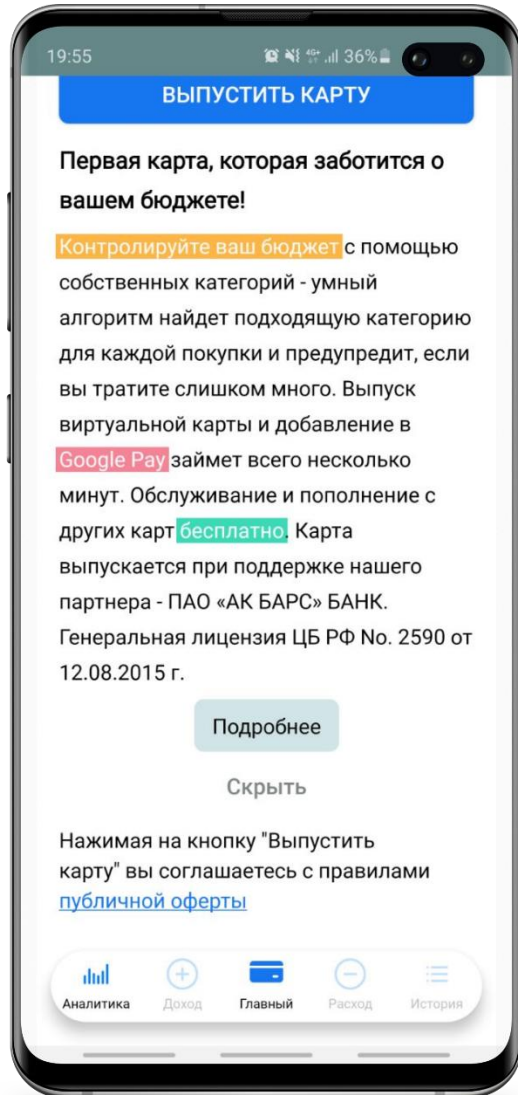 19:55
4G+ 36%
ВЫПУСТИТЬ КАРТУ
Первая карта, которая заботится о
вашем бюджете!
Контролируйте ваш бюджет с помощью
собственных категорий - умный
алгоритм найдет подходящую категорию
для каждой покупки и предупредит, если
вы тратите слишком много. Выпуск
виртуальной карты и добавление в
Google Pay займет всего несколько
минут. Обслуживание и пополнение с
других карт бесплатно. Карта
выпускается при поддержке нашего
партнера - ПАО «АК БАРС» БАНК.
Генеральная лицензия ЦБ РФ No. 2590 от
12.08.2015 г.
Подробнее
Скрыть
Нажимая на кнопку "Выпустить
карту" вы соглашаетесь с правилами
публичной оферты
Аналитика Доход Главный Расход История